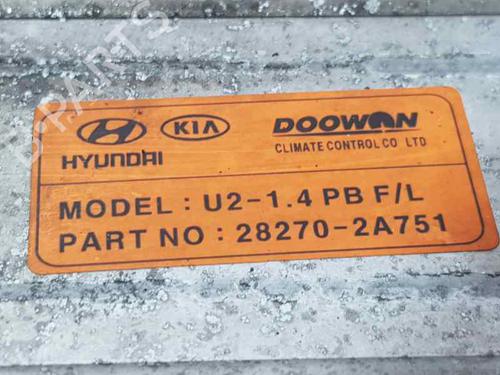 HYUNDAI
KIA
DOOWON
CLIMATE CONTROL CO LTD
MODEL : U2-1.4 PB F/L
PART NO : 28270-2A751